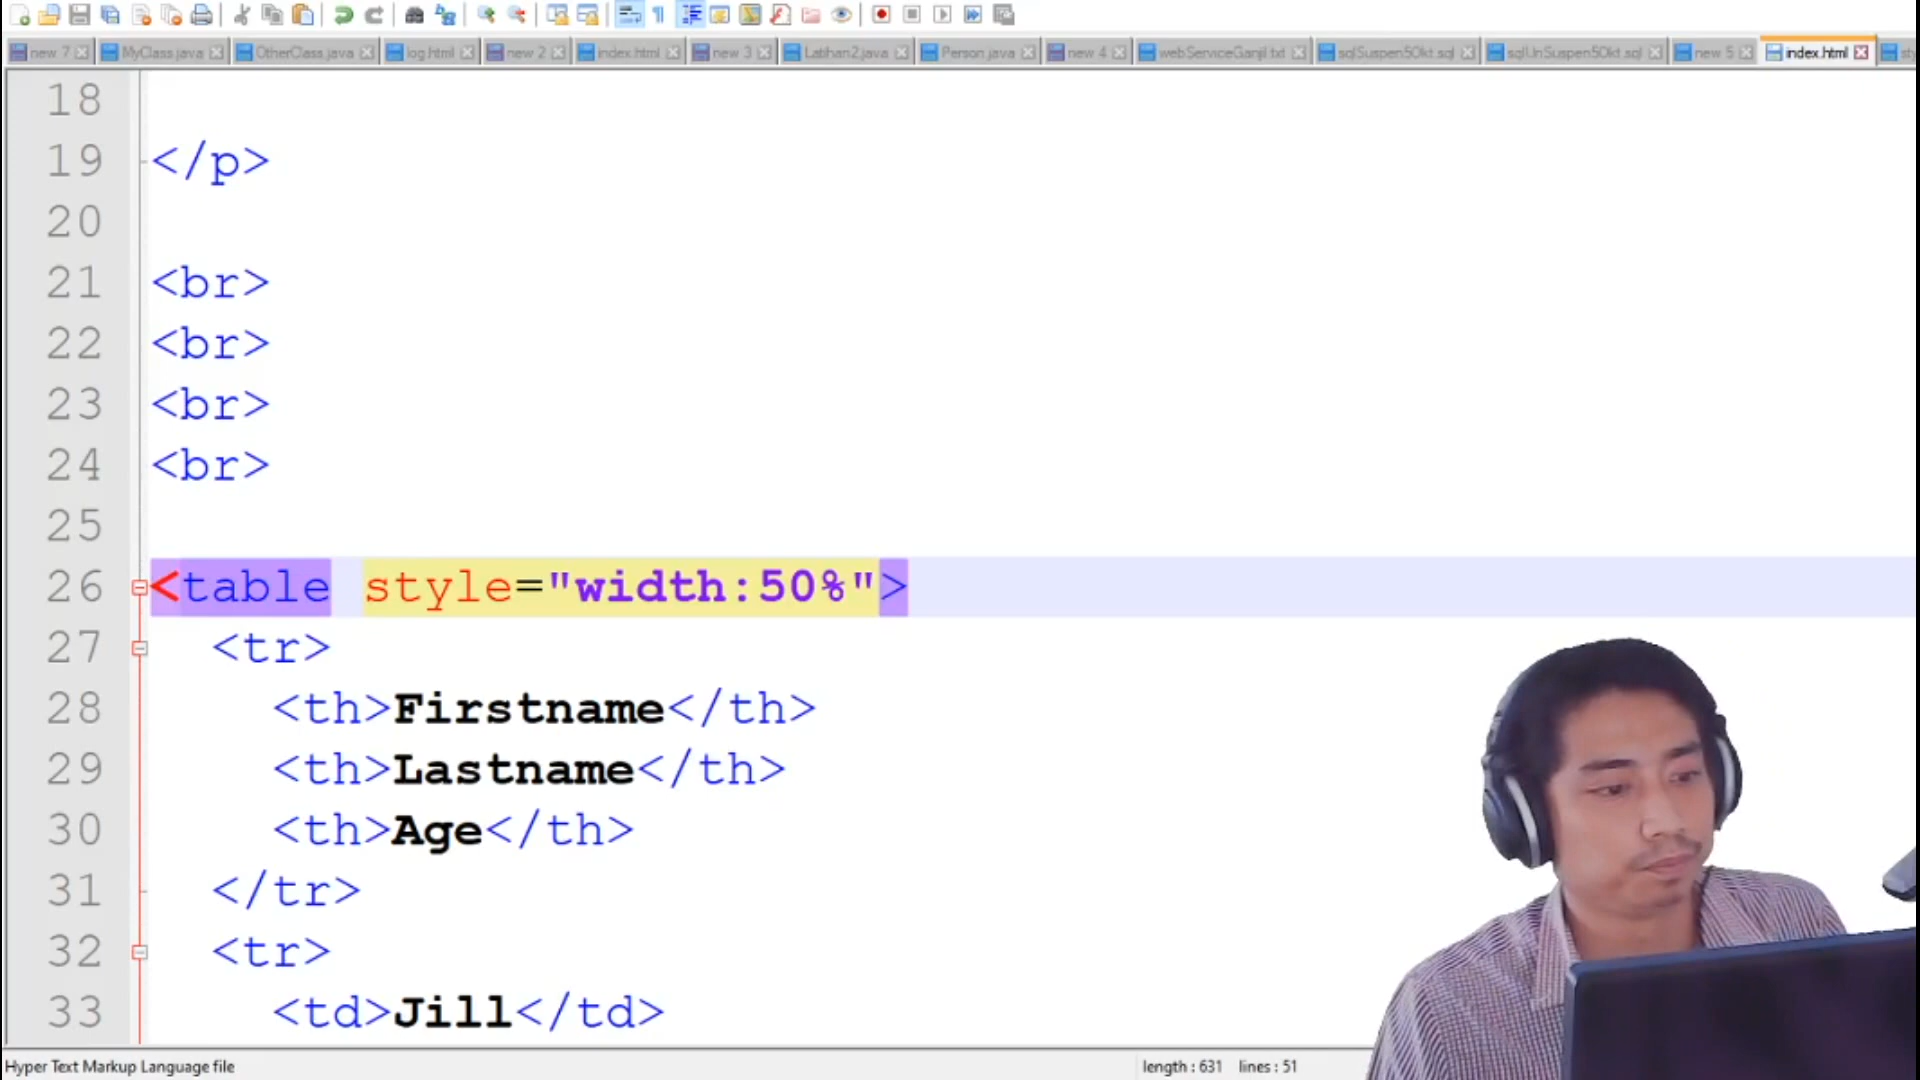 new 7 MyClass.java OtherClass.java log.html new 2 index.html new 3 Latihan2.java Person.java new 4 webServiceGanjil.txt sqlSuspen50kt.sql sqlUnSuspen50kt.sql new 5 index.html
18
19 </p>
20
21 <br>
22 <br>
23 <br>
24 <br>
25
26 <table style="width:50%">
27 <tr>
28 <th>Firstname</th>
29 <th>Lastname</th>
30 <th>Age</th>
31 </tr>
32 <tr>
33 <td>Jill</td>
Hyper Text Markup Language file length : 631 lines : 51